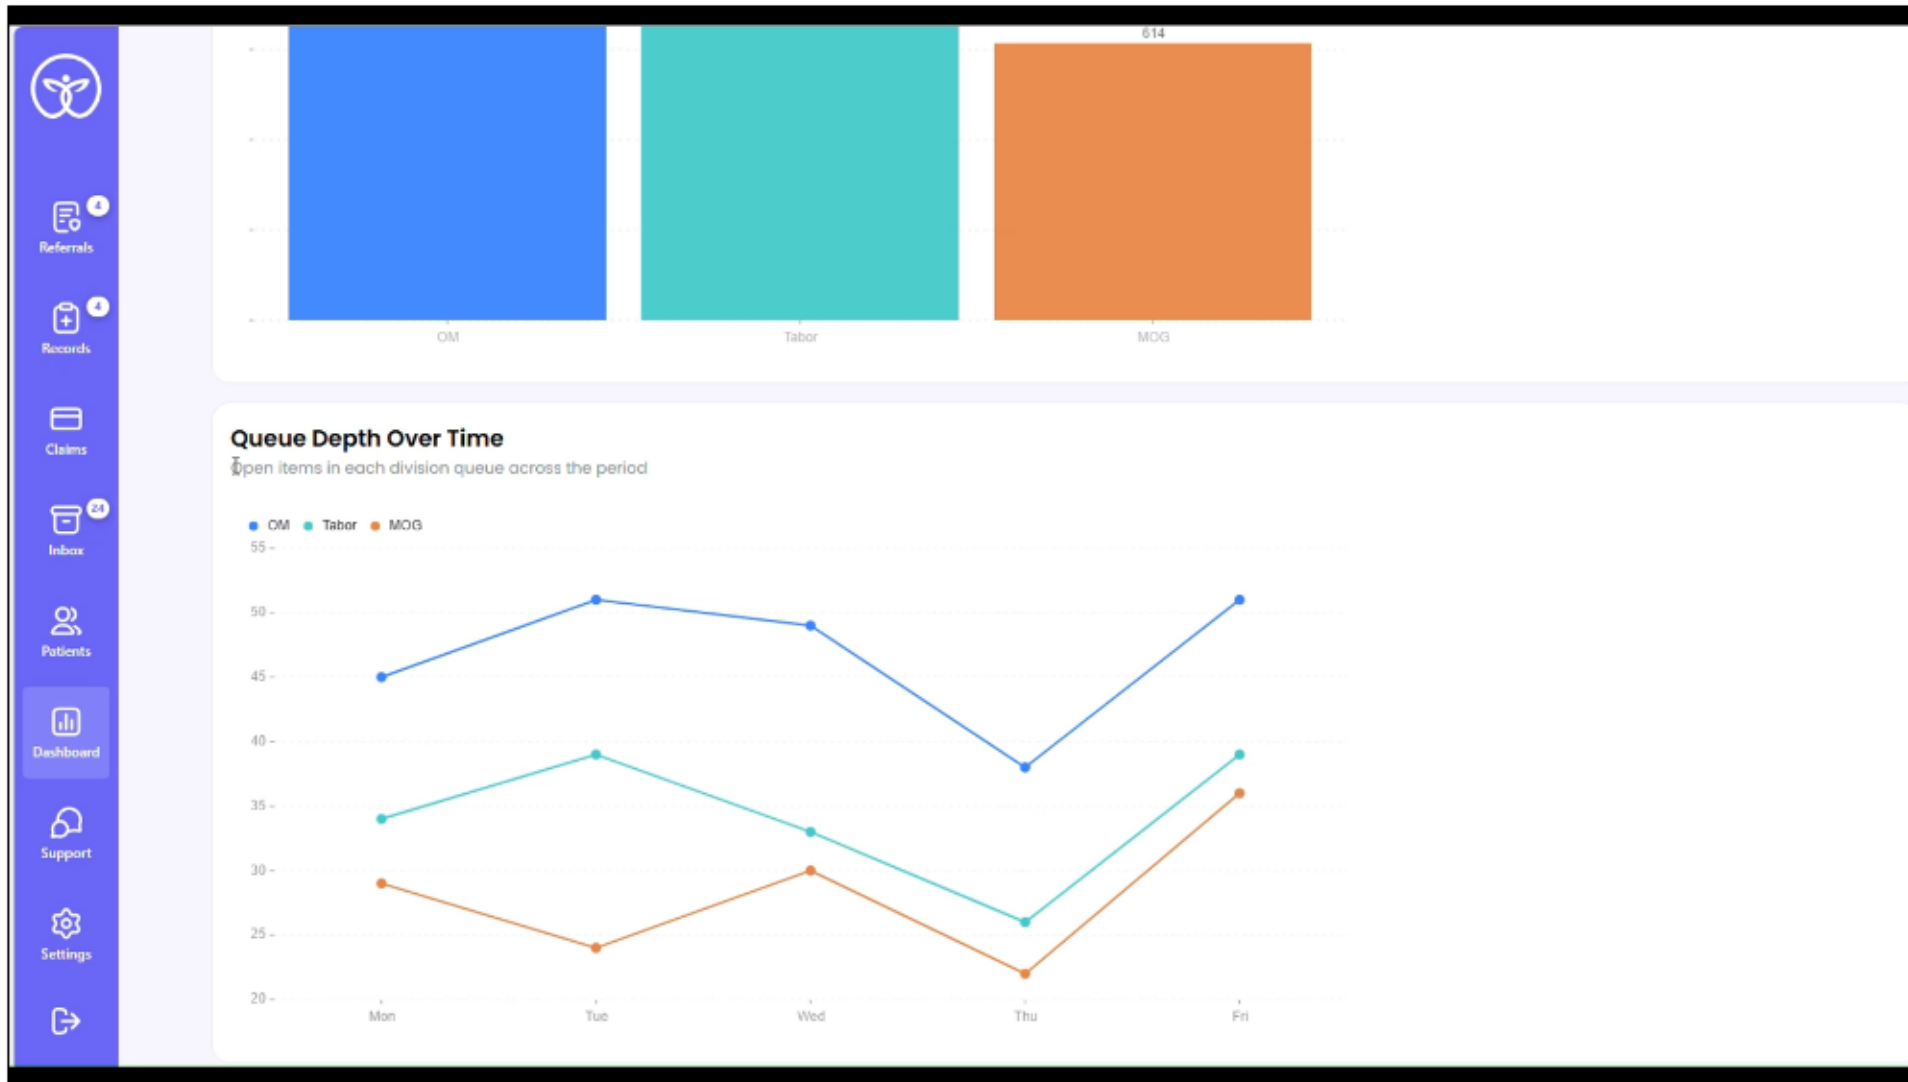 614
OM Tabor MOG
4
Referrals
4
Records
Claims
24
Inbox
Patients
Dashboard
Support
Settings
Queue Depth Over Time
Open items in each division queue across the period
OM Tabor MOG
55
50
45
40
35
30
25
20
Mon Tue Wed Thu Fri